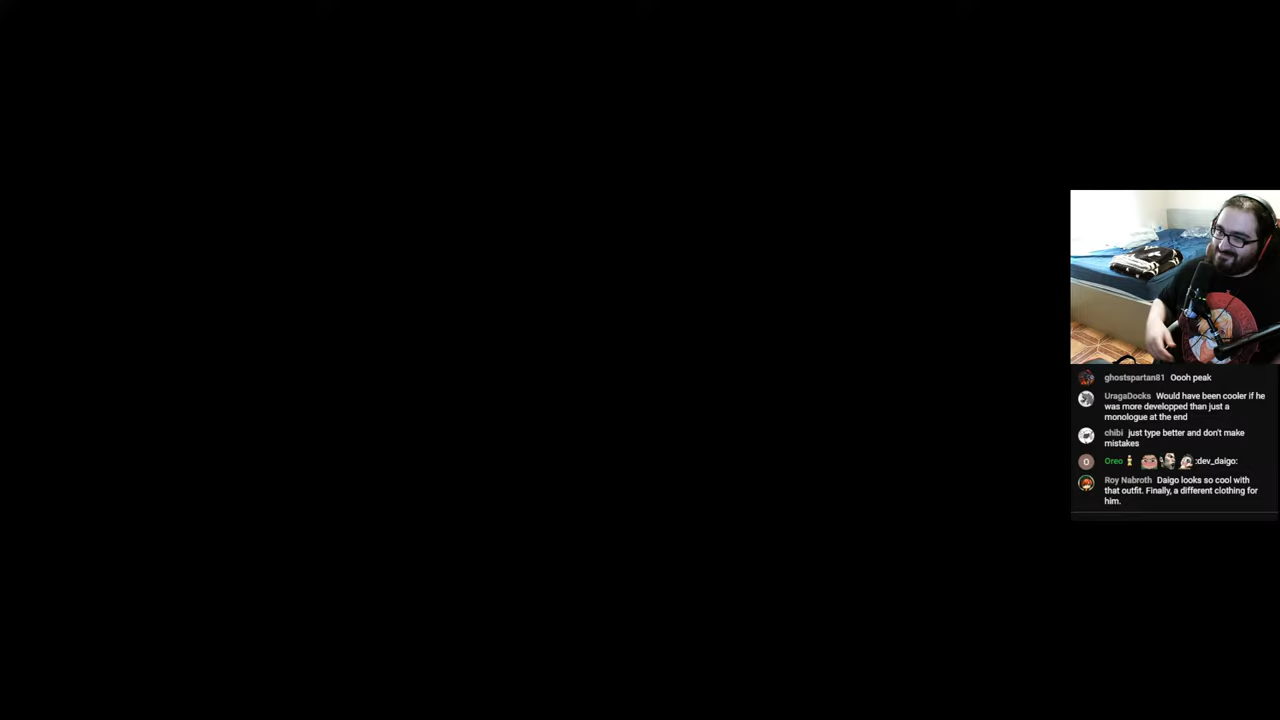 ghostspartan81 Oooh peak
UragaDocks Would have been cooler if he
was more developped than just a
monologue at the end
chibi just type better and don't make
mistakes
Oreo :dev_daigo:
Roy Nabroth Daigo looks so cool with
that outfit. Finally, a different clothing for
him.